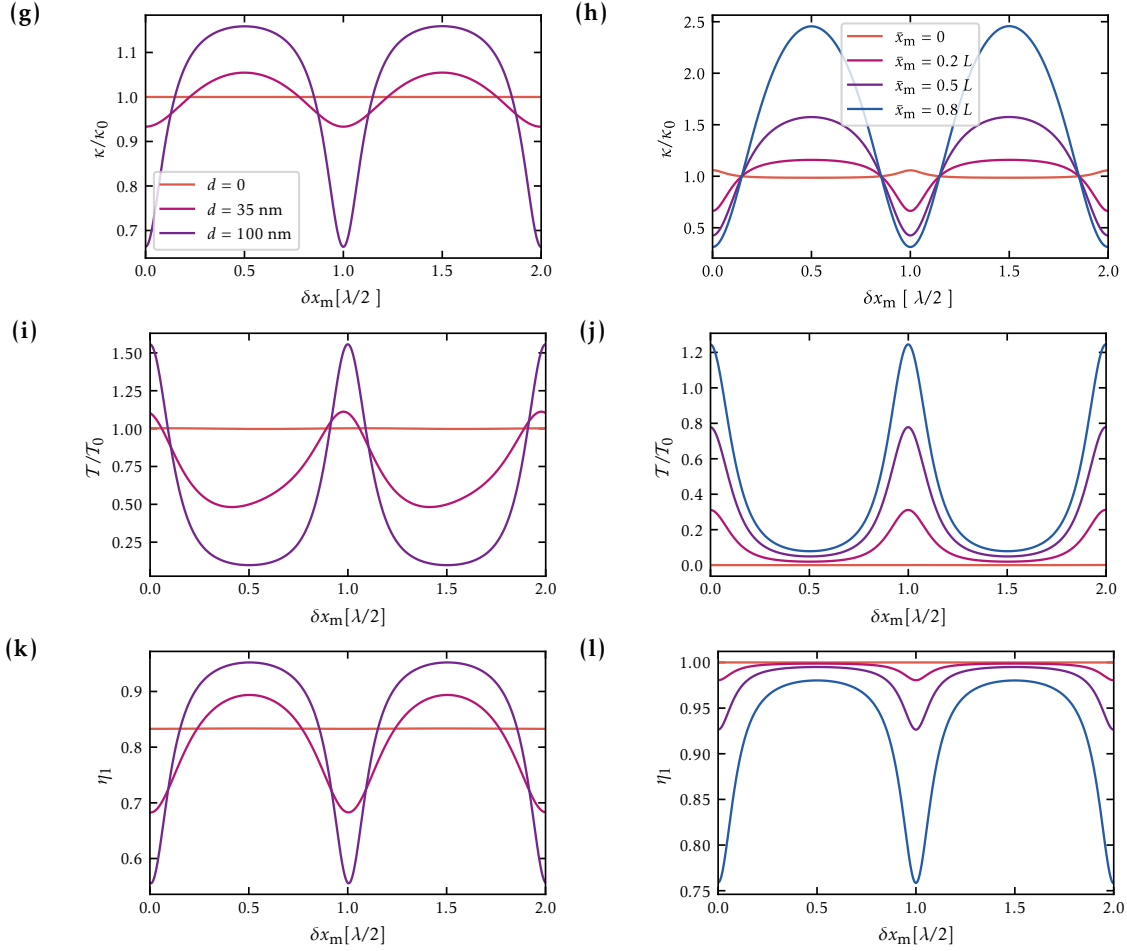 (g)
κ/κ₀
1.1
1.0
0.9
0.8
0.7
d = 0
d = 35 nm
d = 100 nm
0.0 0.5 1.0 1.5 2.0
δxₘ[λ/2 ]
(h)
κ/κ₀
2.5
2.0
1.5
1.0
0.5
x̄ₘ = 0
x̄ₘ = 0.2 L
x̄ₘ = 0.5 L
x̄ₘ = 0.8 L
0.0 0.5 1.0 1.5 2.0
δxₘ [ λ/2 ]
(i)
𝒯/𝒯₀
1.50
1.25
1.00
0.75
0.50
0.25
0.0 0.5 1.0 1.5 2.0
δxₘ[λ/2]
(j)
𝒯/𝒯₀
1.2
1.0
0.8
0.6
0.4
0.2
0.0
0.0 0.5 1.0 1.5 2.0
δxₘ[λ/2]
(k)
η₁
0.9
0.8
0.7
0.6
0.0 0.5 1.0 1.5 2.0
δxₘ[λ/2]
(l)
η₁
1.00
0.95
0.90
0.85
0.80
0.75
0.0 0.5 1.0 1.5 2.0
δxₘ[λ/2]